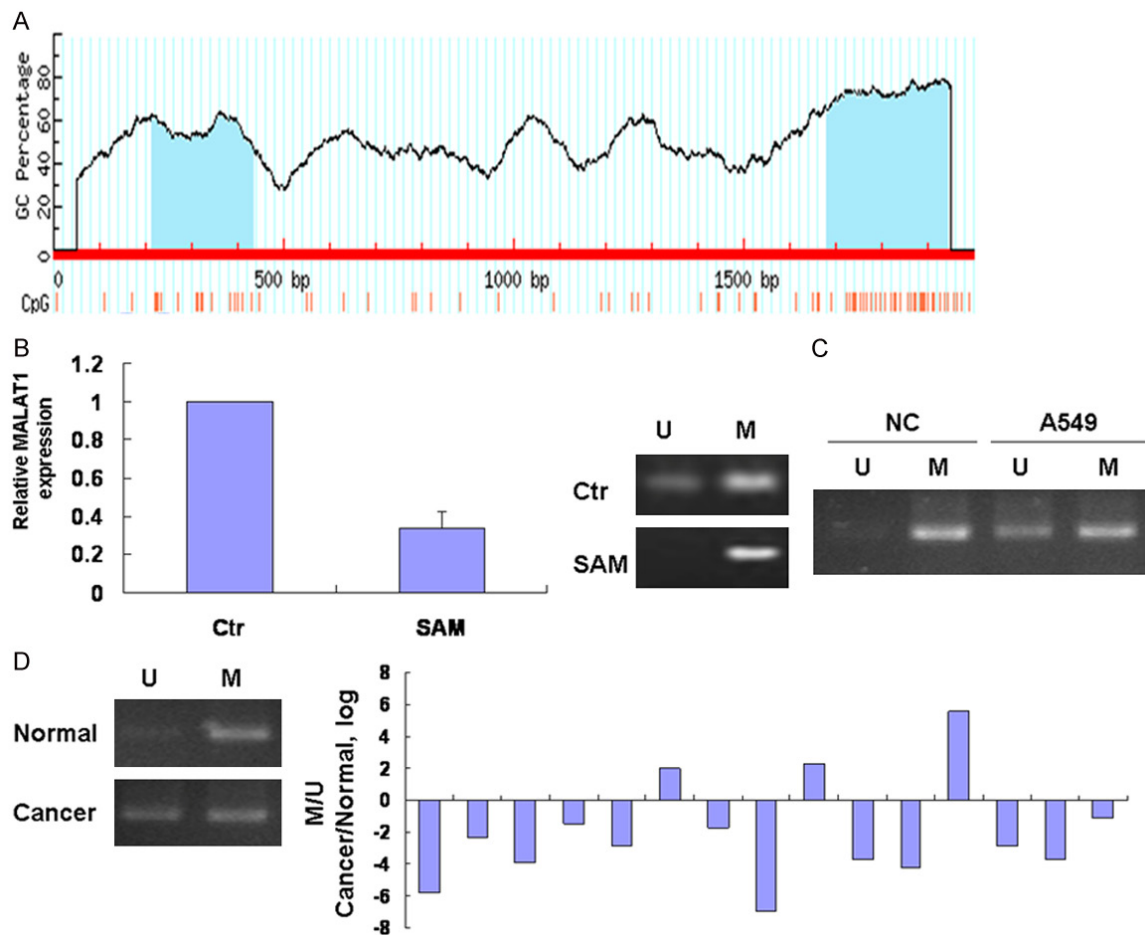 A
GC Percentage
80
60
40
20
0
0 500 bp 1000 bp 1500 bp
CpG
B
Relative MALAT1
expression
1.2
1
0.8
0.6
0.4
0.2
0
Ctr SAM
U M
Ctr
SAM
C
NC A549
U M U M
D
U M
Normal
Cancer
M/U
Cancer/Normal, log
8
6
4
2
0
-2
-4
-6
-8